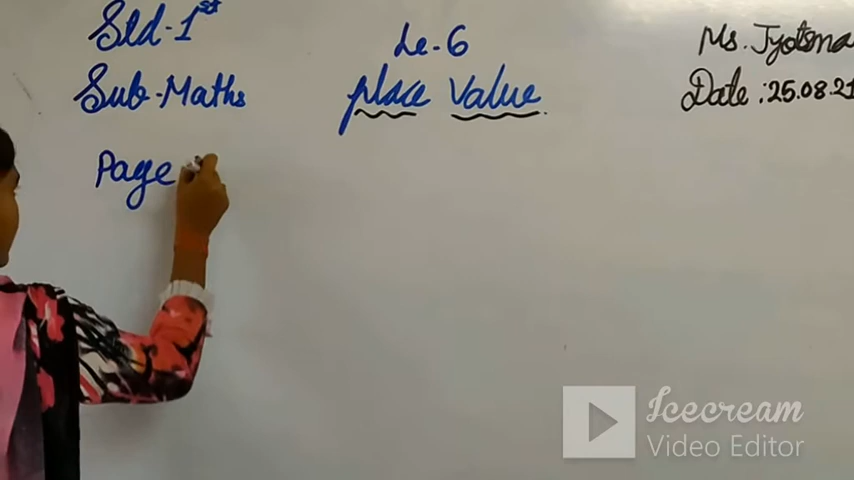 Std-1st
Sub-Maths
Le-6
place value
Ms. Jyotsna
Date : 25.08.21
Page
Icecream
Video Editor